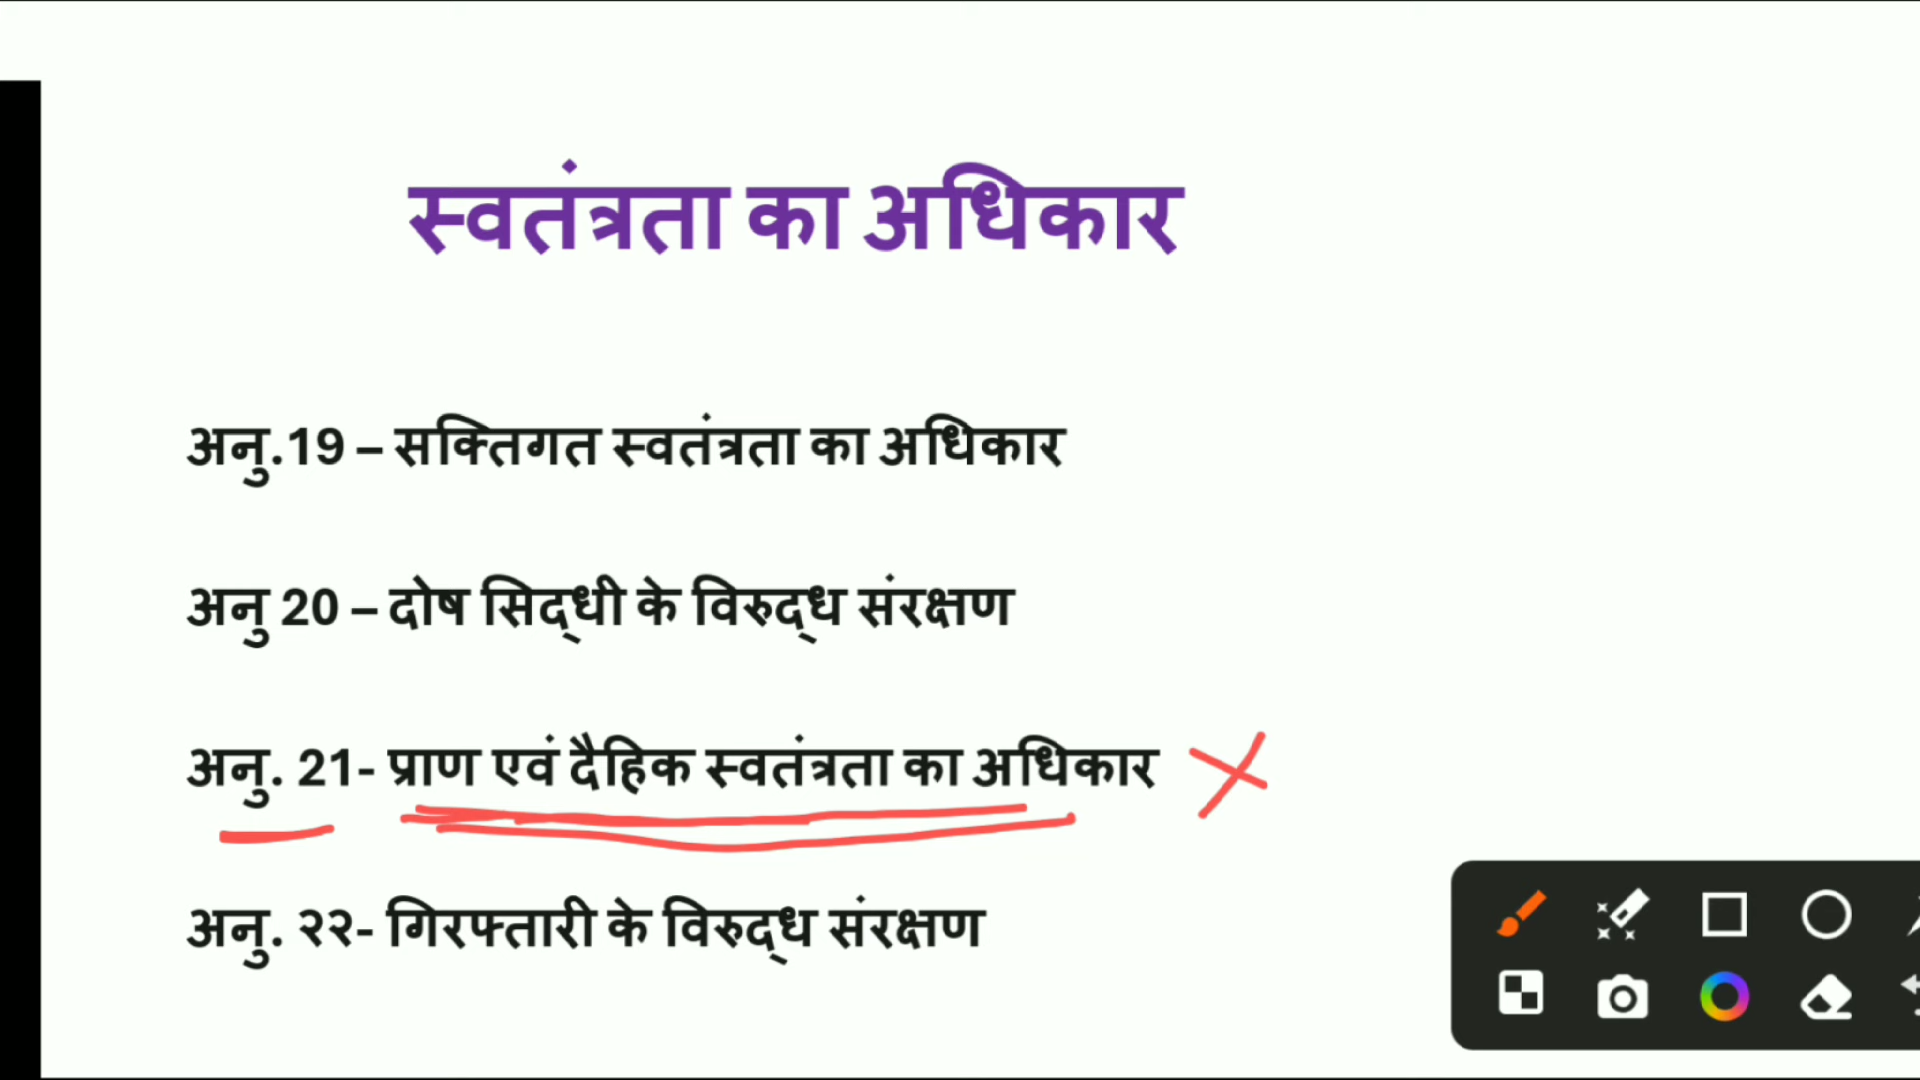 स्वतंत्रता का अधिकार
अनु.19 – सक्तिगत स्वतंत्रता का अधिकार
अनु 20 – दोष सिद्धी के विरुद्ध संरक्षण
अनु. 21- प्राण एवं दैहिक स्वतंत्रता का अधिकार
अनु. २२- गिरफ्तारी के विरुद्ध संरक्षण